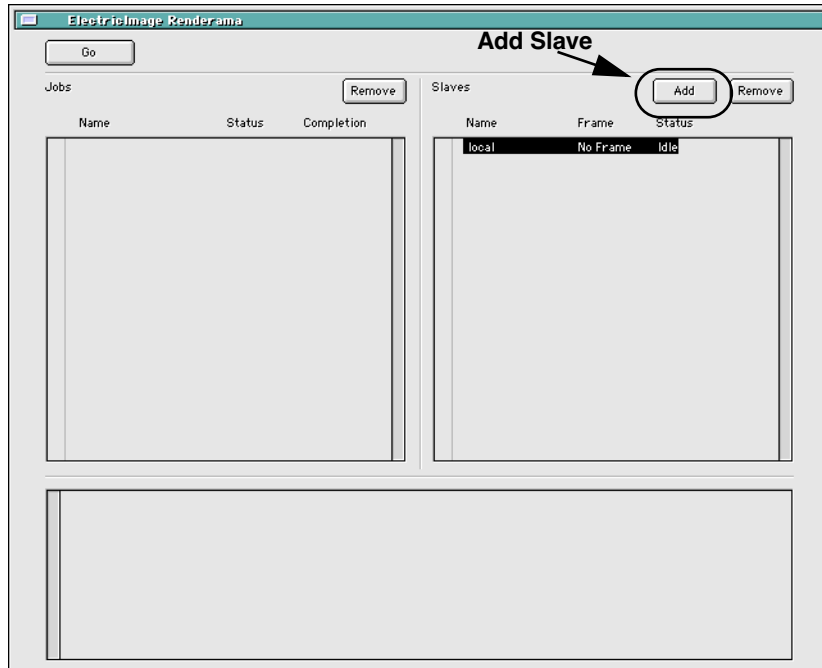 ElectricImage Renderama
Go
Add Slave
Jobs
Remove
Slaves
Add
Remove
Name Status Completion
Name Frame Status
local No Frame Idle